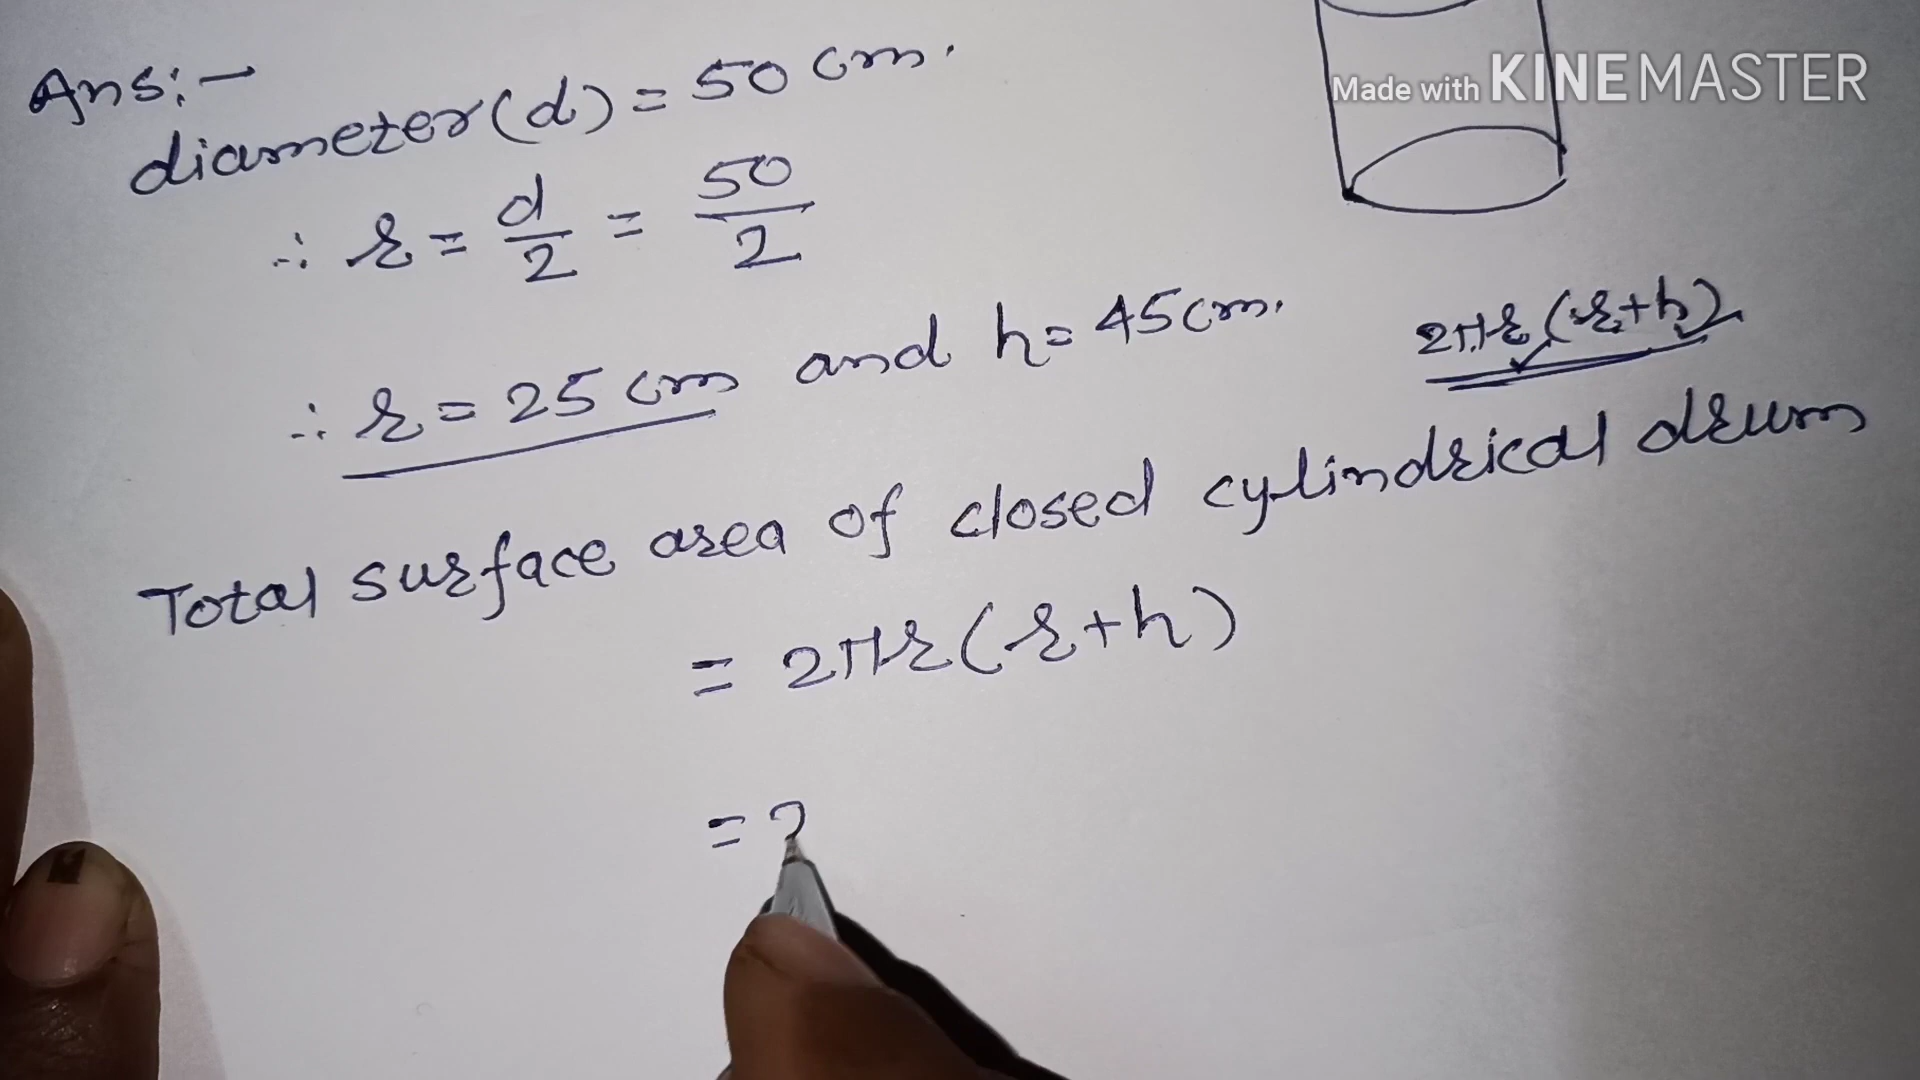 Ans:-
diameter(d) = 50 cm.
Made with KINEMASTER
∴ r = d/2 = 50/2
∴ r = 25 cm and h = 45 cm.
2πr(r+h)
Total surface area of closed cylindrical drum
= 2πr(r+h)
= 2